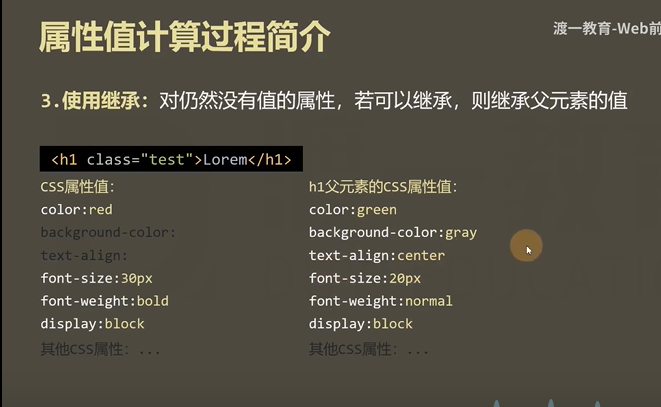 属性值计算过程简介
渡一教育-Web前
3.使用继承：对仍然没有值的属性，若可以继承，则继承父元素的值
<h1 class="test">Lorem</h1>
CSS属性值：
color:red
background-color:
text-align:
font-size:30px
font-weight:bold
display:block
其他CSS属性：...
h1父元素的CSS属性值：
color:green
background-color:gray
text-align:center
font-size:20px
font-weight:normal
display:block
其他CSS属性：...